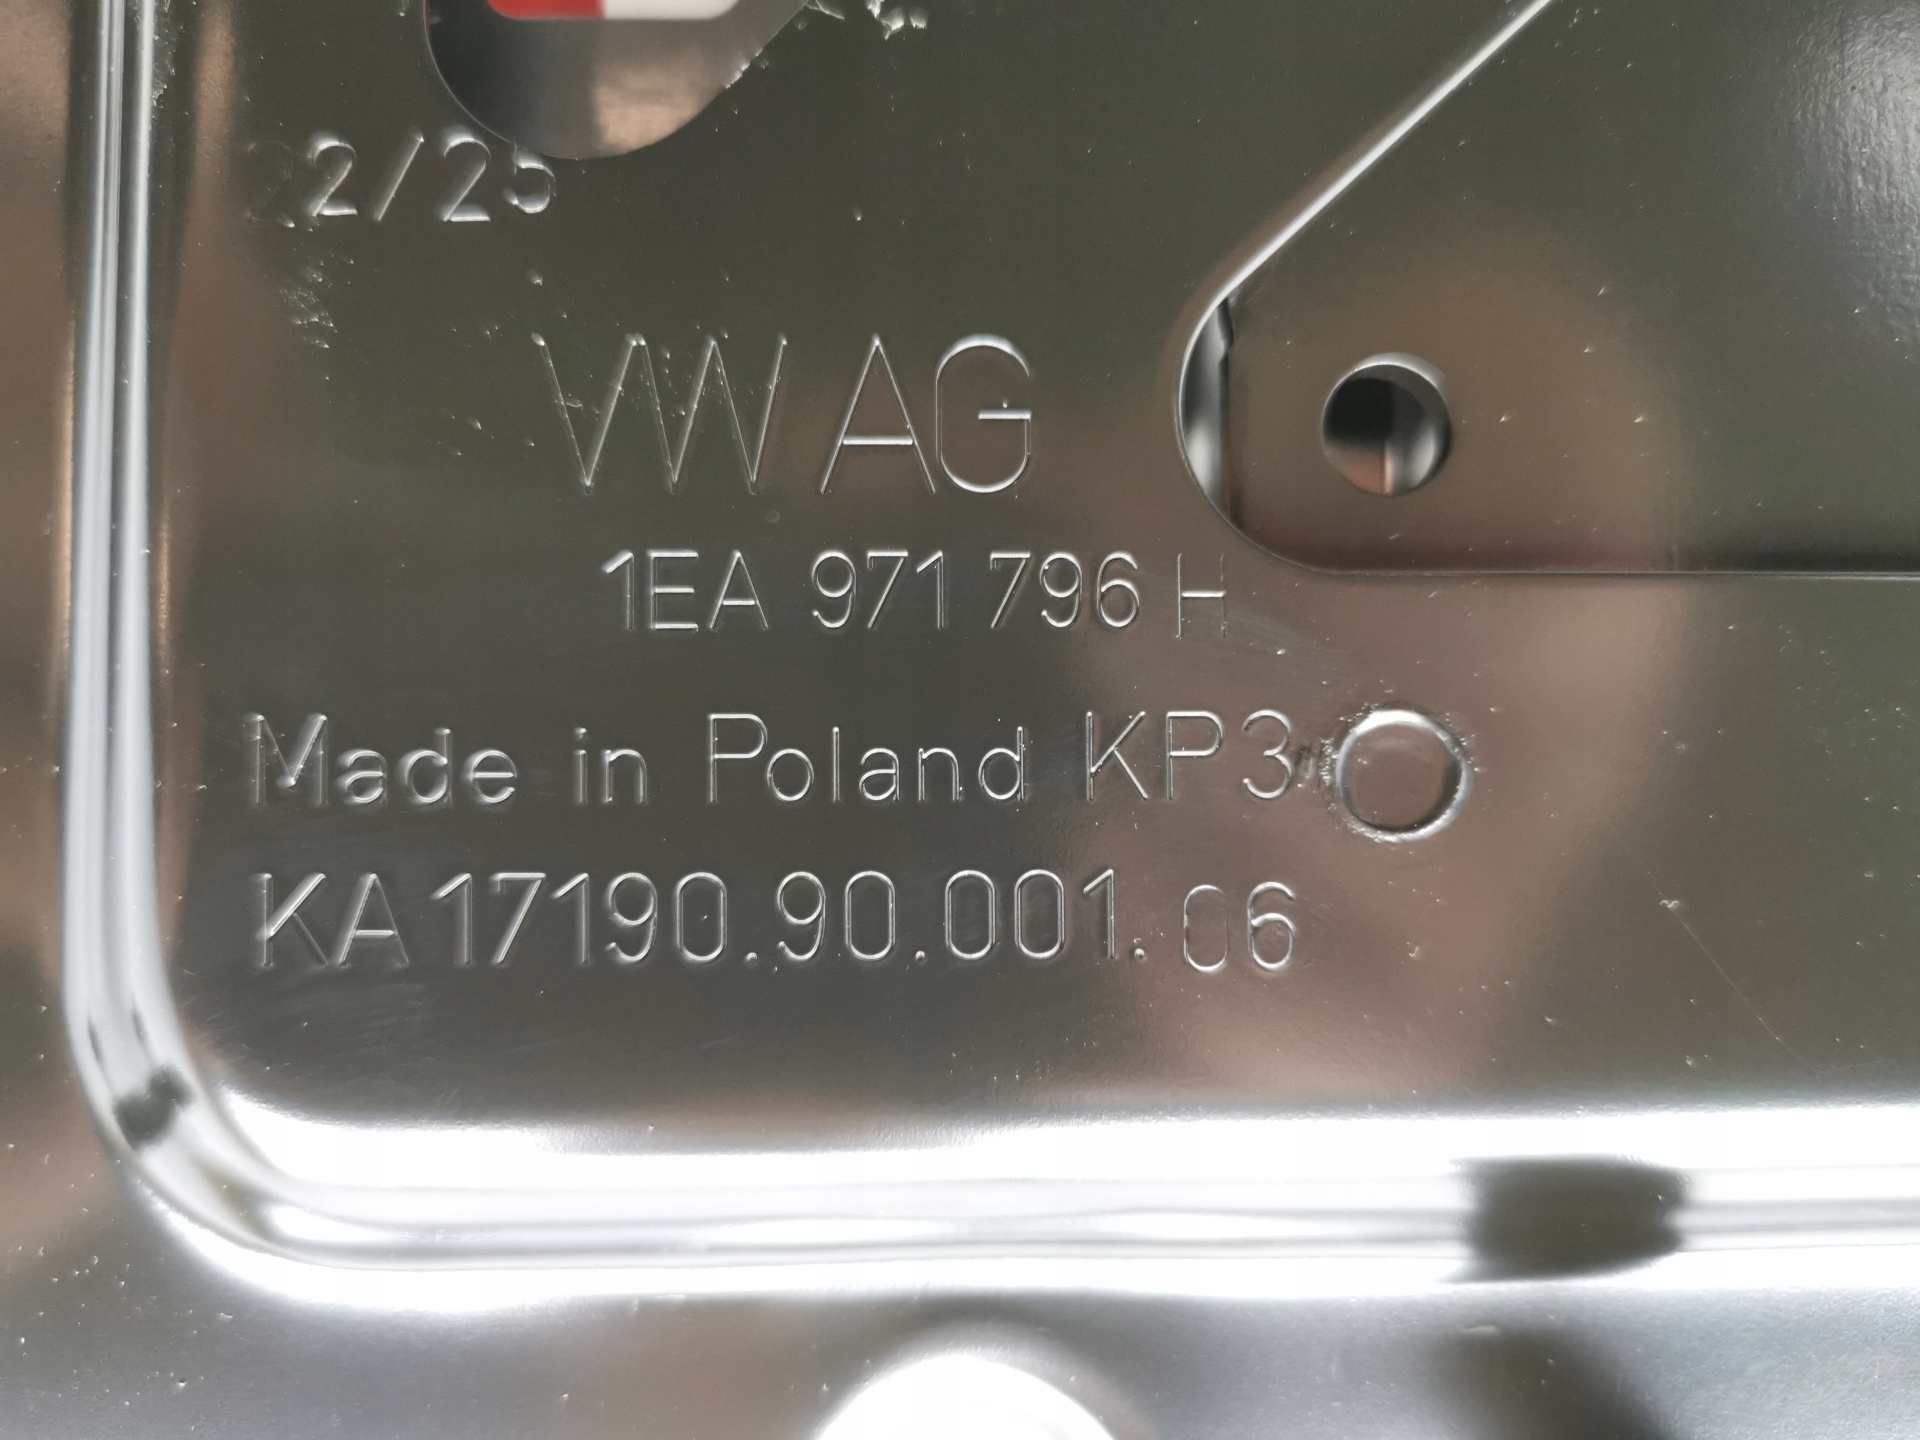 2/25
VW AG
1EA 971 796 H
Made in Poland KP3
KA 17190.90.001.06